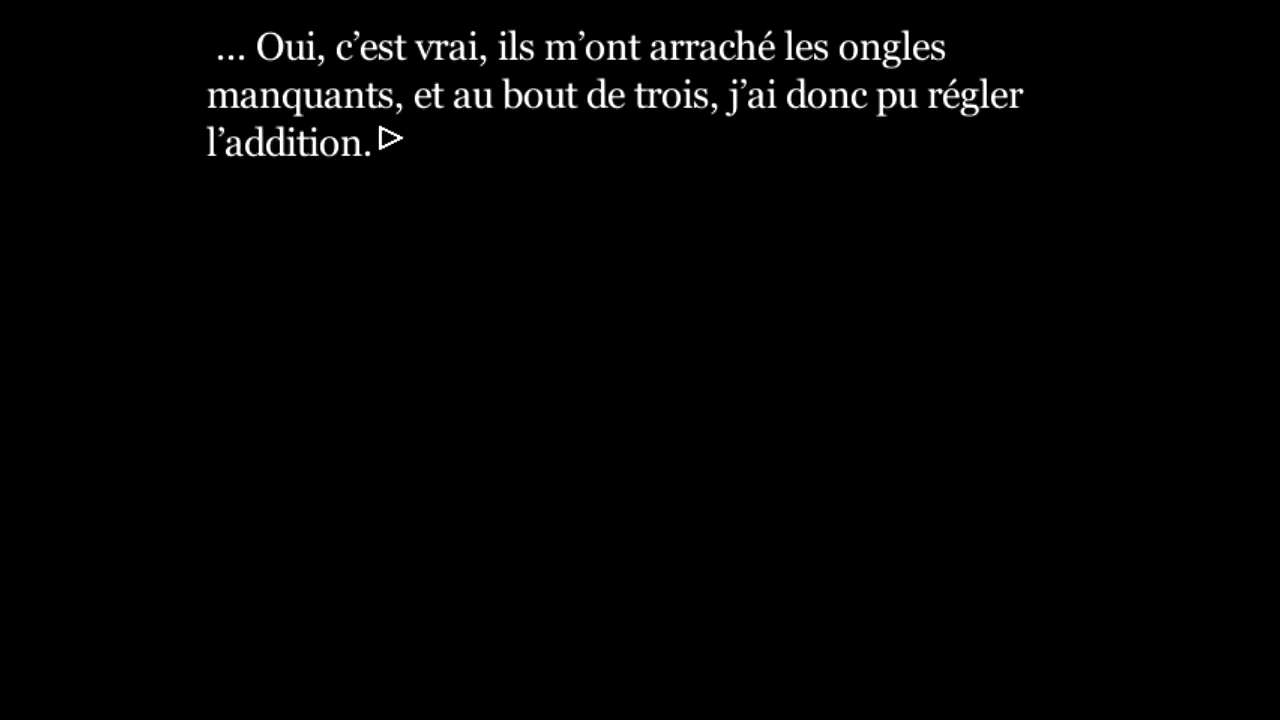 … Oui, c’est vrai, ils m’ont arraché les ongles
manquants, et au bout de trois, j’ai donc pu régler
l’addition.